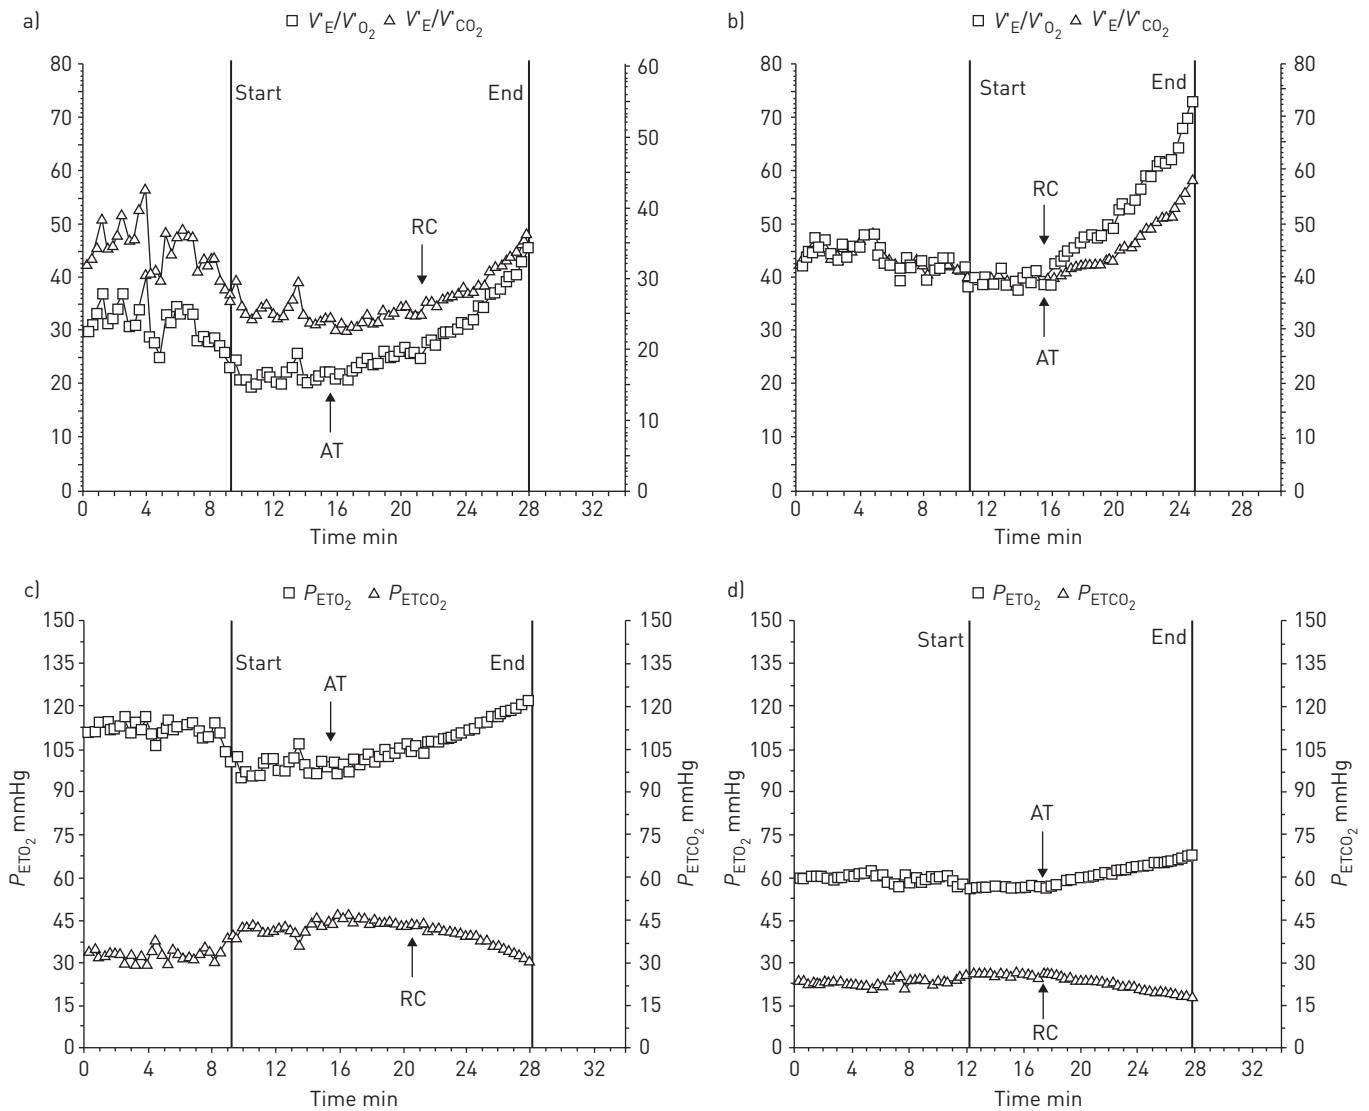 a)
□ V'E/V'O2 △ V'E/V'CO2
80
70
60
50
40
30
20
10
0
60
50
40
30
20
10
0
Start
End
RC
AT
0 4 8 12 16 20 24 28 32
Time min
b)
□ V'E/V'O2 △ V'E/V'CO2
80
70
60
50
40
30
20
10
0
80
70
60
50
40
30
20
10
0
Start
End
RC
AT
0 4 8 12 16 20 24 28
Time min
c)
□ PETO2 △ PETCO2
PETO2 mmHg
150
135
120
105
90
75
60
45
30
15
0
150
135
120
105
90
75
60
45
30
15
0
PETCO2 mmHg
Start
End
AT
RC
0 4 8 12 16 20 24 28 32
Time min
d)
□ PETO2 △ PETCO2
PETO2 mmHg
150
135
120
105
90
75
60
45
30
15
0
150
135
120
105
90
75
60
45
30
15
0
PETCO2 mmHg
Start
End
AT
RC
0 4 8 12 16 20 24 28 32
Time min